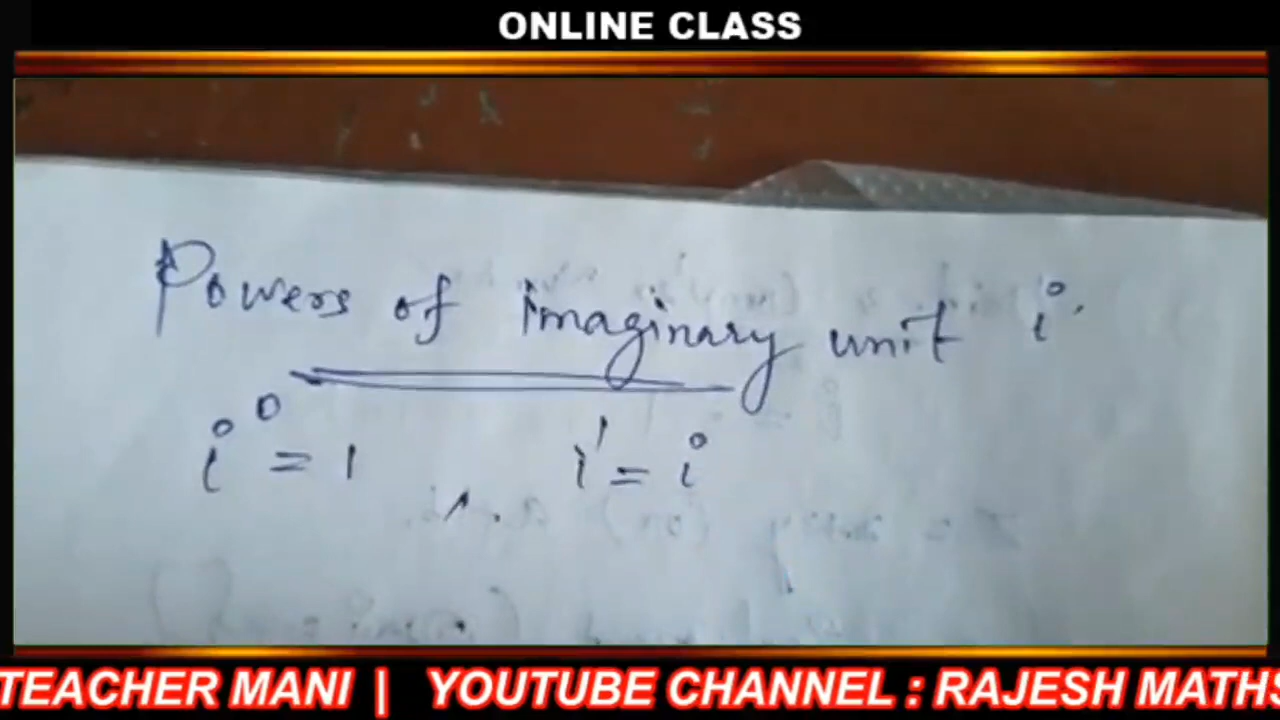 ONLINE CLASS
Powers of imaginary unit i.
i⁰ = 1 i¹ = i
TEACHER MANI | YOUTUBE CHANNEL : RAJESH MATHS